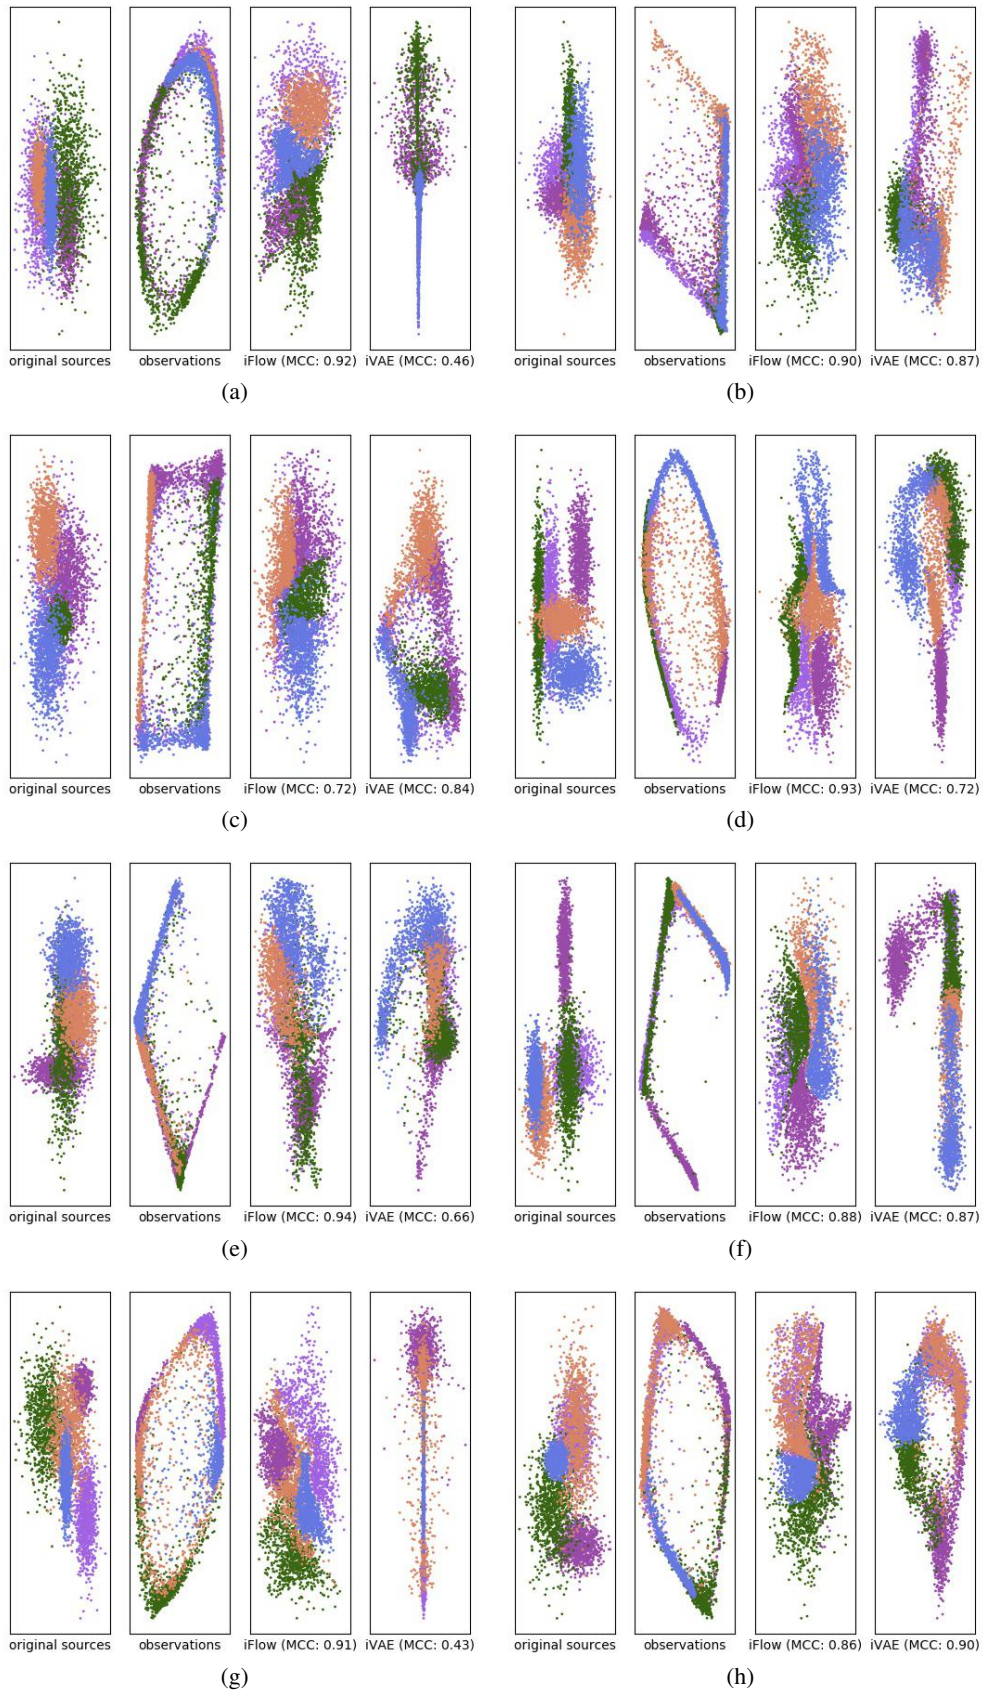 original sources observations iFlow (MCC: 0.92) iVAE (MCC: 0.46)
(a)
original sources observations iFlow (MCC: 0.90) iVAE (MCC: 0.87)
(b)
original sources observations iFlow (MCC: 0.72) iVAE (MCC: 0.84)
(c)
original sources observations iFlow (MCC: 0.93) iVAE (MCC: 0.72)
(d)
original sources observations iFlow (MCC: 0.94) iVAE (MCC: 0.66)
(e)
original sources observations iFlow (MCC: 0.88) iVAE (MCC: 0.87)
(f)
original sources observations iFlow (MCC: 0.91) iVAE (MCC: 0.43)
(g)
original sources observations iFlow (MCC: 0.86) iVAE (MCC: 0.90)
(h)